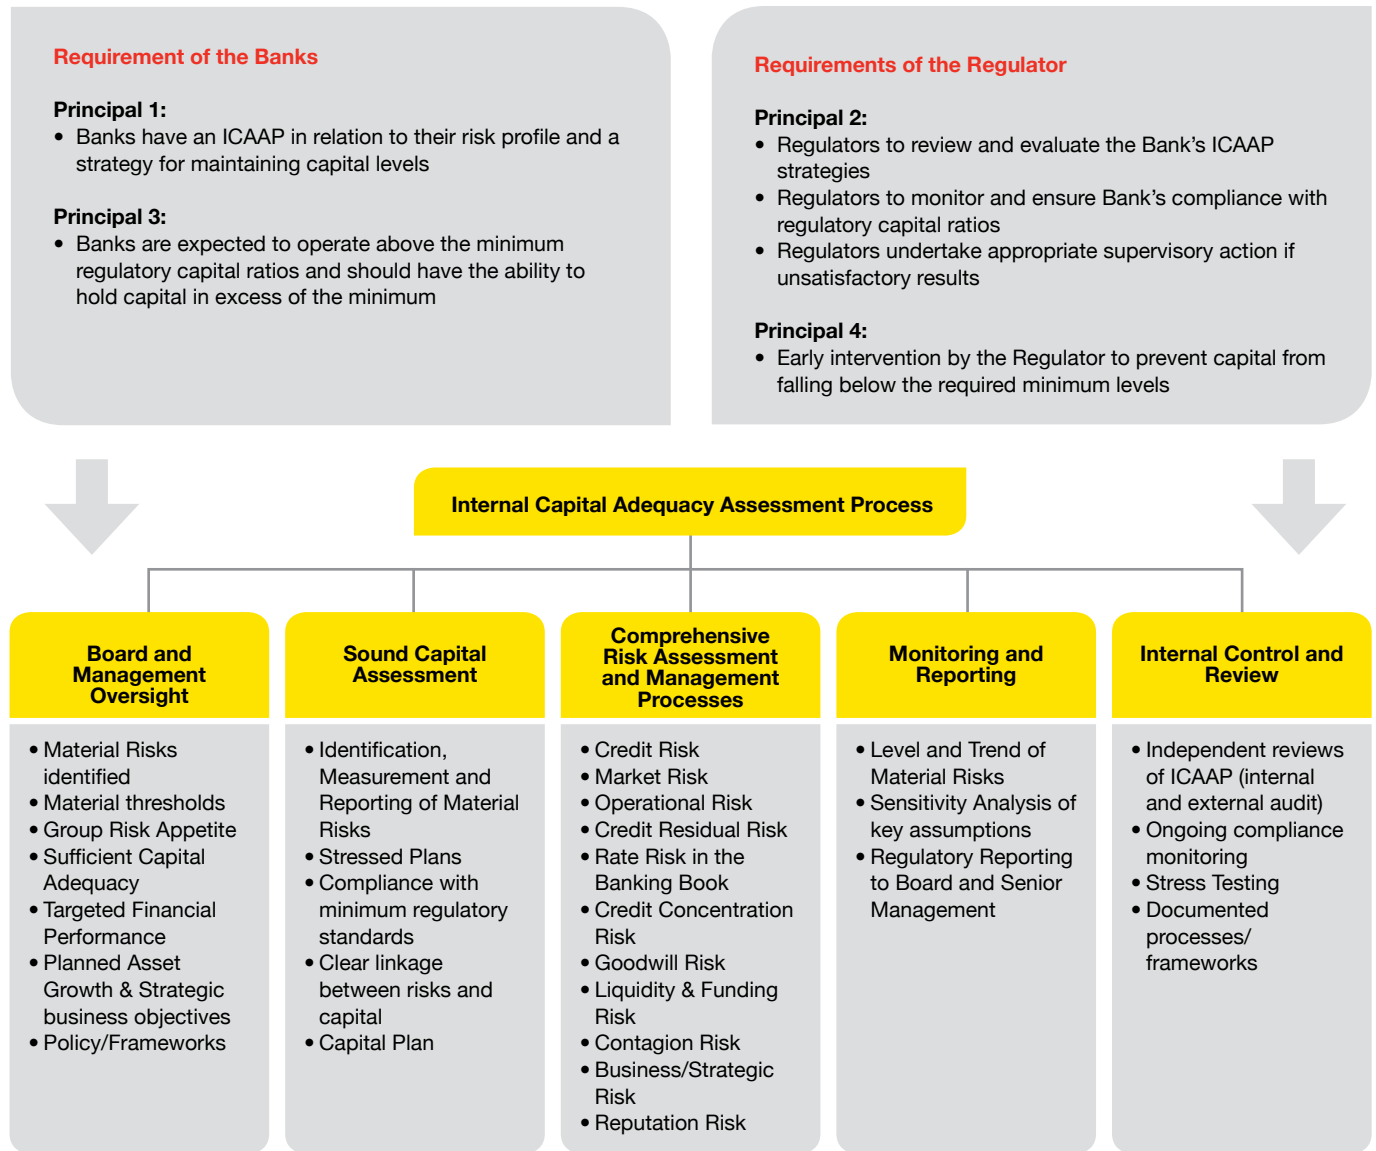 Requirement of the Banks
Principal 1:
• Banks have an ICAAP in relation to their risk profile and a
strategy for maintaining capital levels
Principal 3:
• Banks are expected to operate above the minimum
regulatory capital ratios and should have the ability to
hold capital in excess of the minimum
Requirements of the Regulator
Principal 2:
• Regulators to review and evaluate the Bank’s ICAAP
strategies
• Regulators to monitor and ensure Bank’s compliance with
regulatory capital ratios
• Regulators undertake appropriate supervisory action if
unsatisfactory results
Principal 4:
• Early intervention by the Regulator to prevent capital from
falling below the required minimum levels
Internal Capital Adequacy Assessment Process
Board and
Management
Oversight
• Material Risks
identified
• Material thresholds
• Group Risk Appetite
• Sufficient Capital
Adequacy
• Targeted Financial
Performance
• Planned Asset
Growth & Strategic
business objectives
• Policy/Frameworks
Sound Capital
Assessment
• Identification,
Measurement and
Reporting of Material
Risks
• Stressed Plans
• Compliance with
minimum regulatory
standards
• Clear linkage
between risks and
capital
• Capital Plan
Comprehensive
Risk Assessment
and Management
Processes
• Credit Risk
• Market Risk
• Operational Risk
• Credit Residual Risk
• Rate Risk in the
Banking Book
• Credit Concentration
Risk
• Goodwill Risk
• Liquidity & Funding
Risk
• Contagion Risk
• Business/Strategic
Risk
• Reputation Risk
Monitoring and
Reporting
• Level and Trend of
Material Risks
• Sensitivity Analysis of
key assumptions
• Regulatory Reporting
to Board and Senior
Management
Internal Control and
Review
• Independent reviews
of ICAAP (internal
and external audit)
• Ongoing compliance
monitoring
• Stress Testing
• Documented
processes/
frameworks